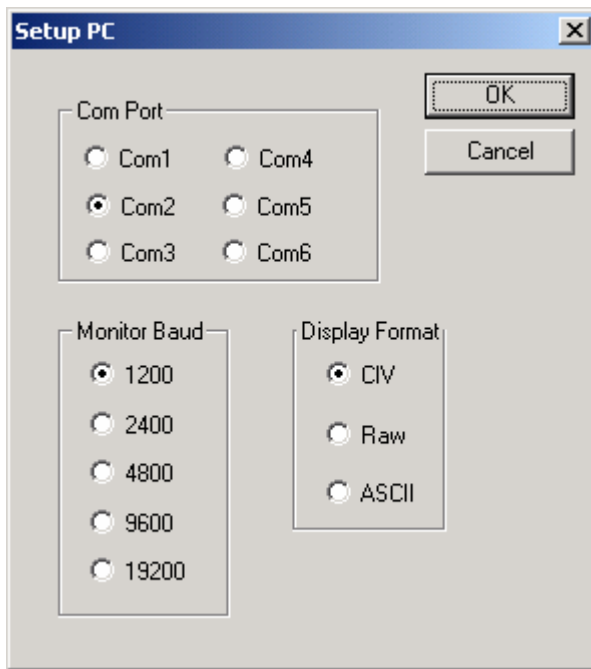 Setup PC
OK
Cancel
Com Port
Com1
Com4
Com2
Com5
Com3
Com6
Monitor Baud
1200
2400
4800
9600
19200
Display Format
CIV
Raw
ASCII